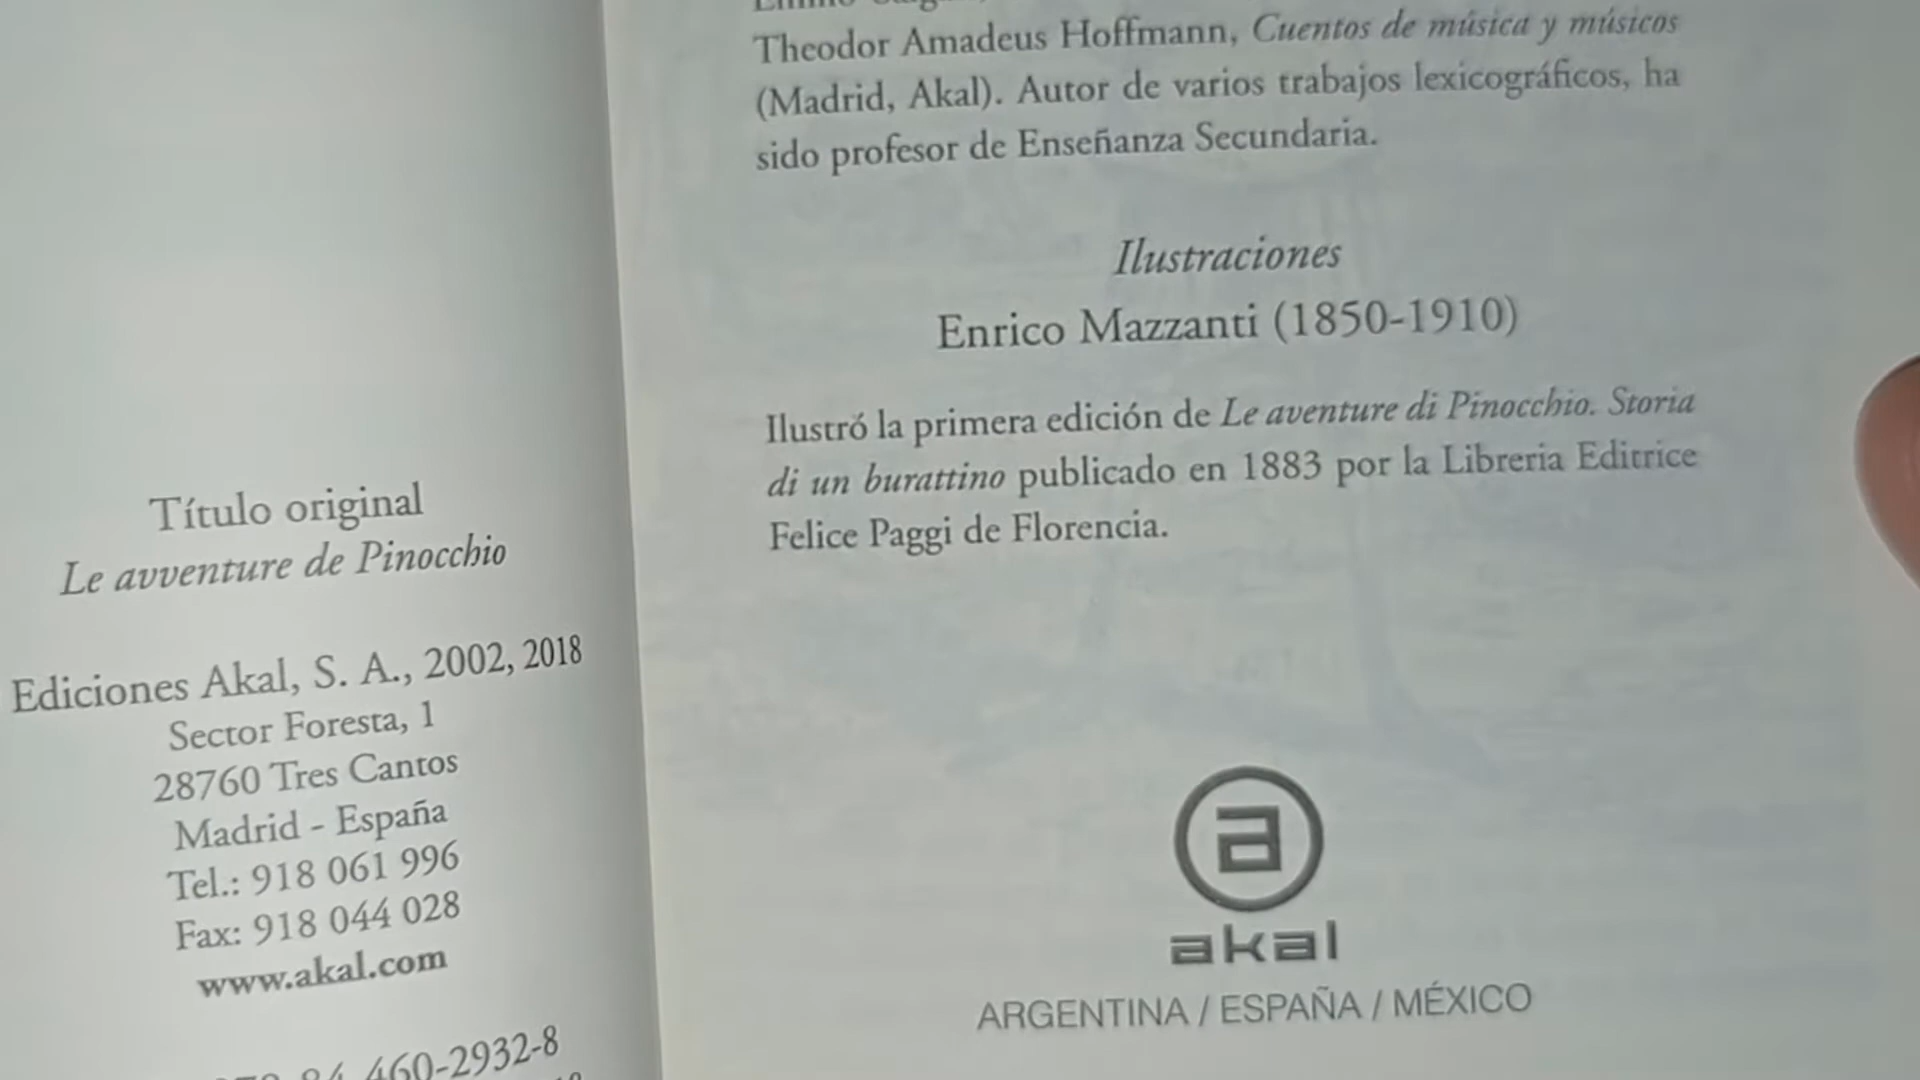 Título original
Le avventure de Pinocchio
Ediciones Akal, S. A., 2002, 2018
Sector Foresta, 1
28760 Tres Cantos
Madrid - España
Tel.: 918 061 996
Fax: 918 044 028
www.akal.com
460-2932-8
Theodor Amadeus Hoffmann, Cuentos de música y músicos
(Madrid, Akal). Autor de varios trabajos lexicográficos, ha
sido profesor de Enseñanza Secundaria.
Ilustraciones
Enrico Mazzanti (1850-1910)
Ilustró la primera edición de Le aventure di Pinocchio. Storia
di un burattino publicado en 1883 por la Libreria Editrice
Felice Paggi de Florencia.
a
akal
ARGENTINA / ESPAÑA / MÉXICO